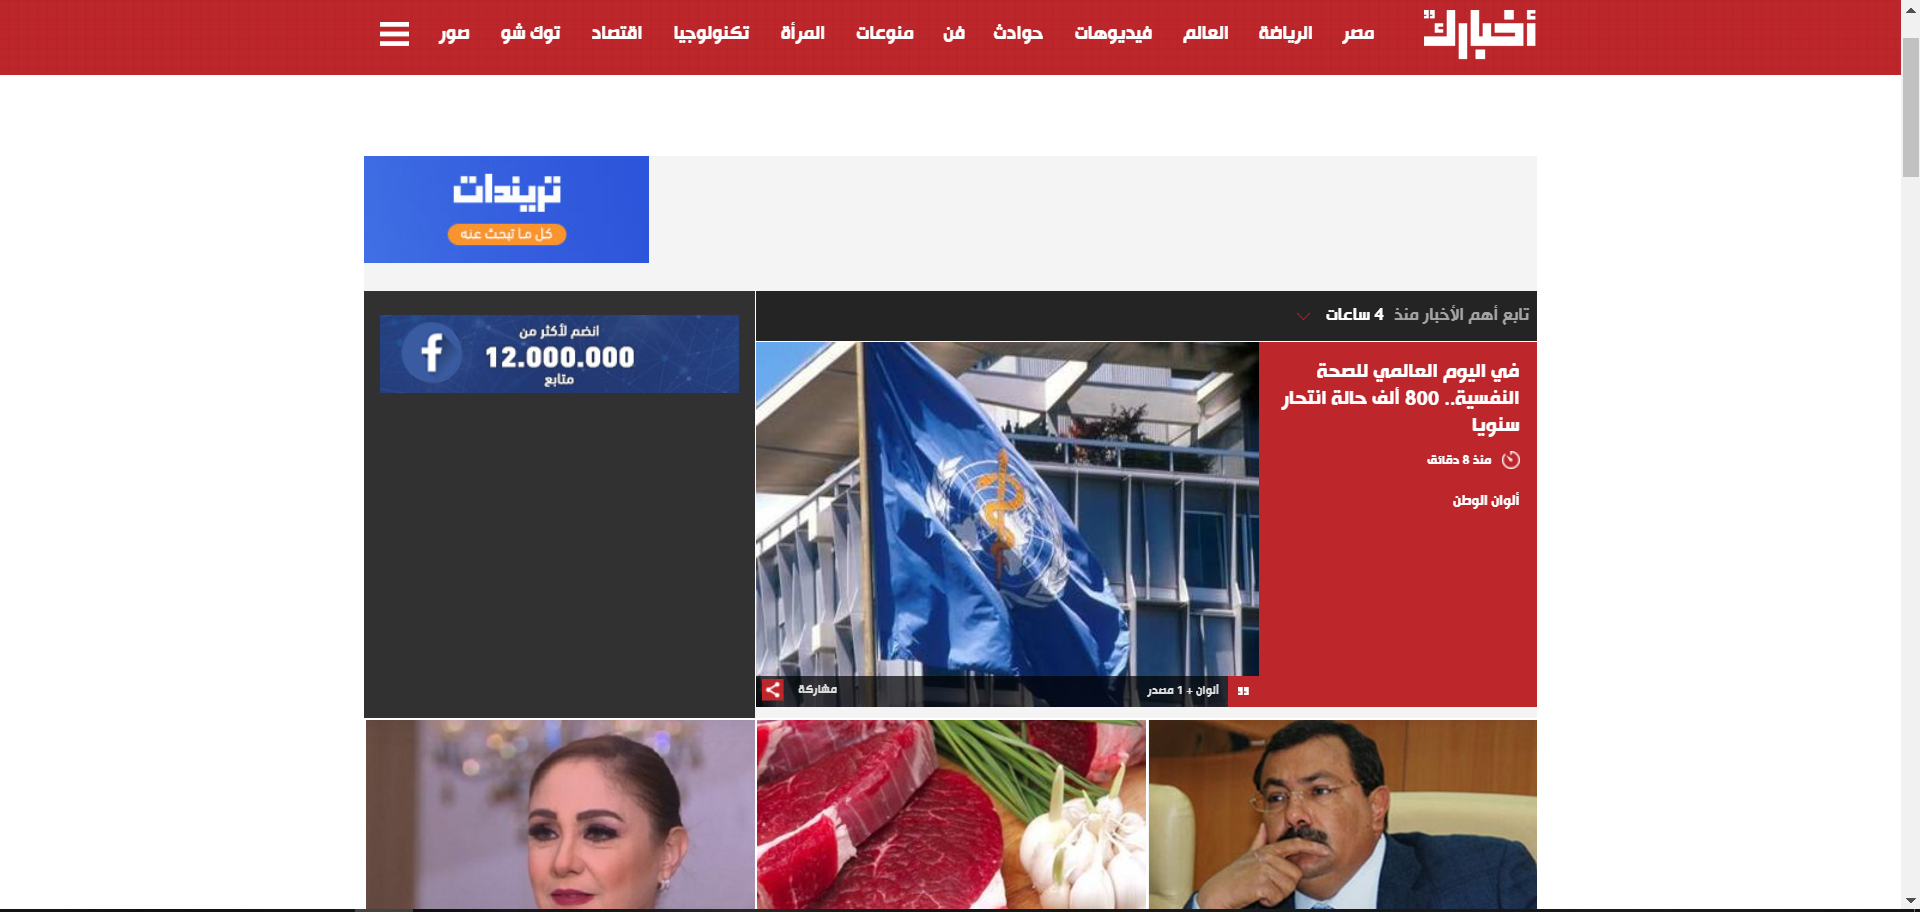 أخبارك
مصر
الرياضة
العالم
فيديوهات
حوادث
فن
منوعات
المرأة
تكنولوجيا
اقتصاد
توك شو
صور
تريندات
كل ما تبحث عنه
تابع أهم الأخبار منذ 4 ساعات
انضم لأكثر من
12.000.000
متابع
في اليوم العالمي للصحة
النفسية.. 800 ألف حالة انتحار
سنويا
منذ 8 دقائق
ألوان الوطن
ألوان + 1 مصدر
مشاركة